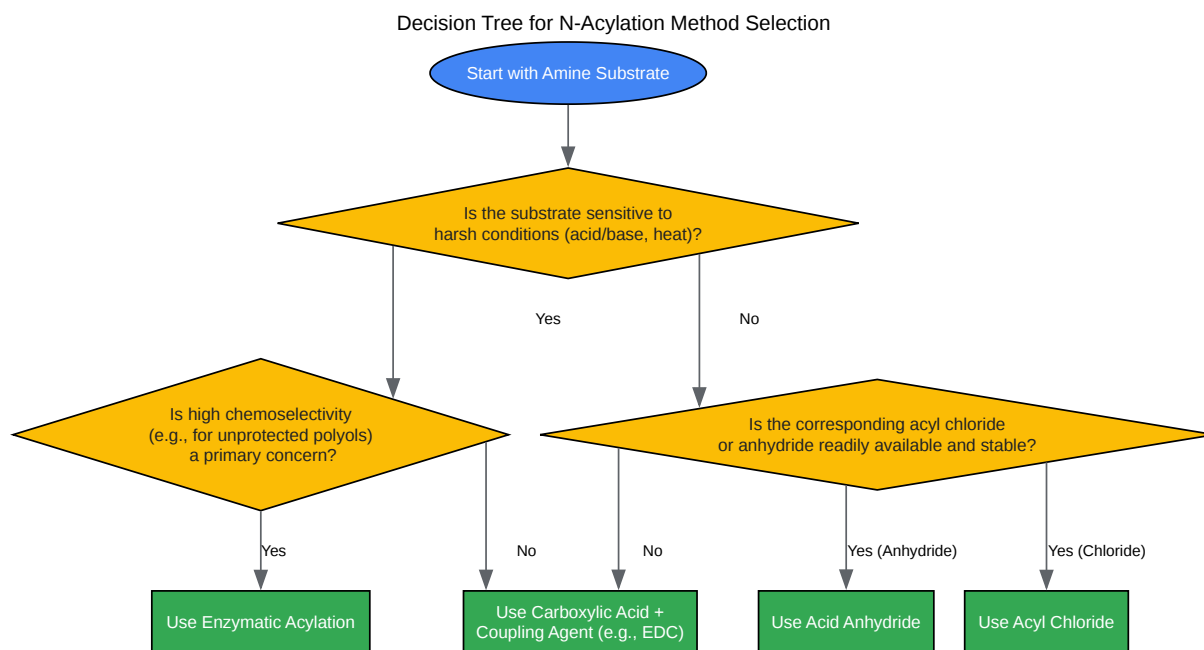 Decision Tree for N-Acylation Method Selection
Start with Amine Substrate
Is the substrate sensitive to
harsh conditions (acid/base, heat)?
Yes
No
Is high chemoselectivity
(e.g., for unprotected polyols)
a primary concern?
Is the corresponding acyl chloride
or anhydride readily available and stable?
Yes
No
No
Yes (Anhydride)
Yes (Chloride)
Use Enzymatic Acylation
Use Carboxylic Acid +
Coupling Agent (e.g., EDC)
Use Acid Anhydride
Use Acyl Chloride